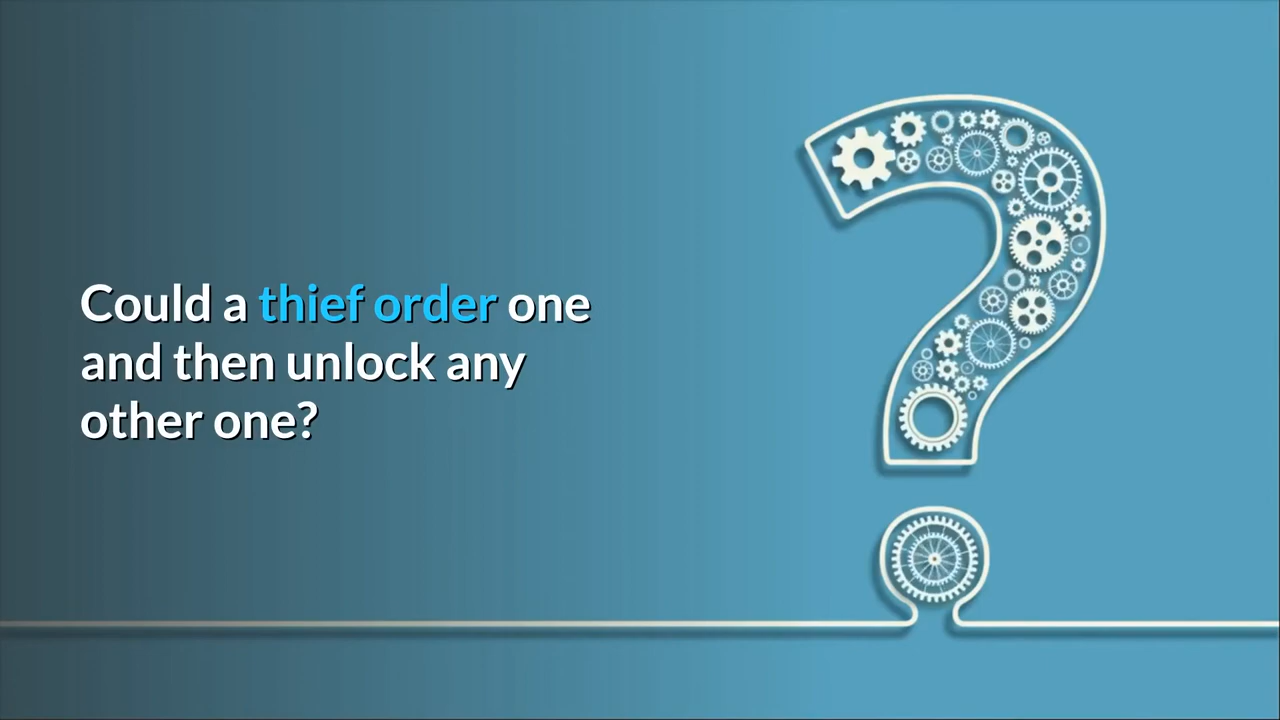 Could a thief order one
and then unlock any
other one?